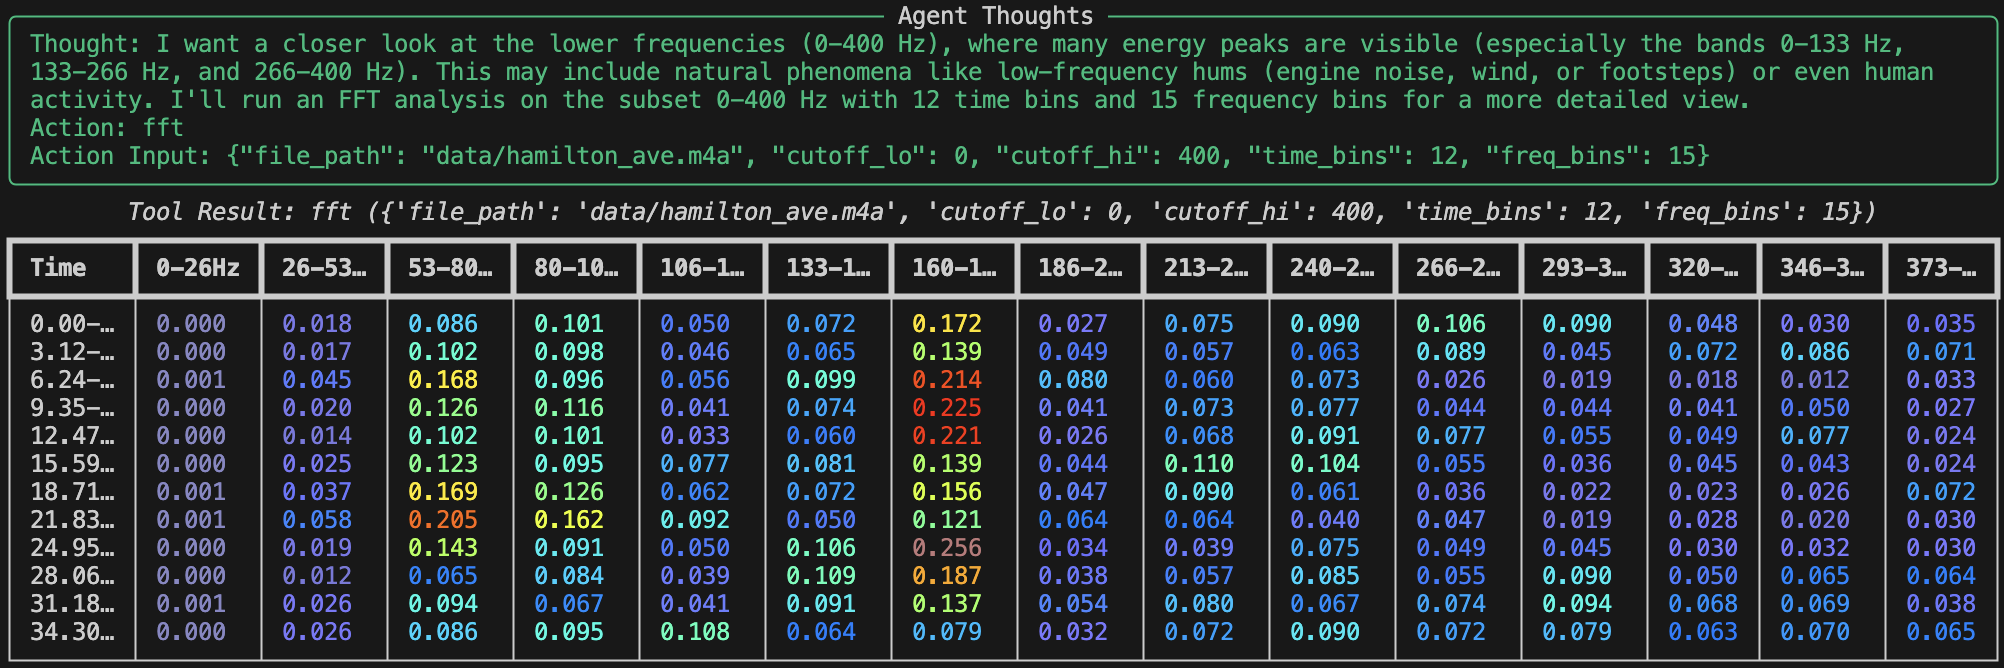 Agent Thoughts
Thought: I want a closer look at the lower frequencies (0–400 Hz), where many energy peaks are visible (especially the bands 0–133 Hz,
133–266 Hz, and 266–400 Hz). This may include natural phenomena like low-frequency hums (engine noise, wind, or footsteps) or even human
activity. I'll run an FFT analysis on the subset 0–400 Hz with 12 time bins and 15 frequency bins for a more detailed view.
Action: fft
Action Input: {"file_path": "data/hamilton_ave.m4a", "cutoff_lo": 0, "cutoff_hi": 400, "time_bins": 12, "freq_bins": 15}
Tool Result: fft ({'file_path': 'data/hamilton_ave.m4a', 'cutoff_lo': 0, 'cutoff_hi': 400, 'time_bins': 12, 'freq_bins': 15})
Time 0-26Hz 26-53… 53-80… 80-10… 106-1… 133-1… 160-1… 186-2… 213-2… 240-2… 266-2… 293-3… 320-… 346-3… 373-…
0.00-… 0.000 0.018 0.086 0.101 0.050 0.072 0.172 0.027 0.075 0.090 0.106 0.090 0.048 0.030 0.035
3.12-… 0.000 0.017 0.102 0.098 0.046 0.065 0.139 0.049 0.057 0.063 0.089 0.045 0.072 0.086 0.071
6.24-… 0.001 0.045 0.168 0.096 0.056 0.099 0.214 0.080 0.060 0.073 0.026 0.019 0.018 0.012 0.033
9.35-… 0.000 0.020 0.126 0.116 0.041 0.074 0.225 0.041 0.073 0.077 0.044 0.044 0.041 0.050 0.027
12.47… 0.000 0.014 0.102 0.101 0.033 0.060 0.221 0.026 0.068 0.091 0.077 0.055 0.049 0.077 0.024
15.59… 0.000 0.025 0.123 0.095 0.077 0.081 0.139 0.044 0.110 0.104 0.055 0.036 0.045 0.043 0.024
18.71… 0.001 0.037 0.169 0.126 0.062 0.072 0.156 0.047 0.090 0.061 0.036 0.022 0.023 0.026 0.072
21.83… 0.001 0.058 0.205 0.162 0.092 0.050 0.121 0.064 0.064 0.040 0.047 0.019 0.028 0.020 0.030
24.95… 0.000 0.019 0.143 0.091 0.050 0.106 0.256 0.034 0.039 0.075 0.049 0.045 0.030 0.032 0.030
28.06… 0.000 0.012 0.065 0.084 0.039 0.109 0.187 0.038 0.057 0.085 0.055 0.090 0.050 0.065 0.064
31.18… 0.001 0.026 0.094 0.067 0.041 0.091 0.137 0.054 0.080 0.067 0.074 0.094 0.068 0.069 0.038
34.30… 0.000 0.026 0.086 0.095 0.108 0.064 0.079 0.032 0.072 0.090 0.072 0.079 0.063 0.070 0.065